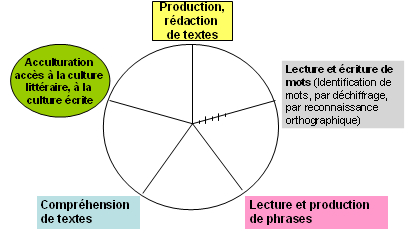 Production,
rédaction
de textes
Acculturation
accès à la culture
littéraire, à la
culture écrite
Lecture et écriture de
mots (Identification de
mots, par déchiffrage,
par reconnaissance
orthographique)
Compréhension
de textes
Lecture et production
de phrases